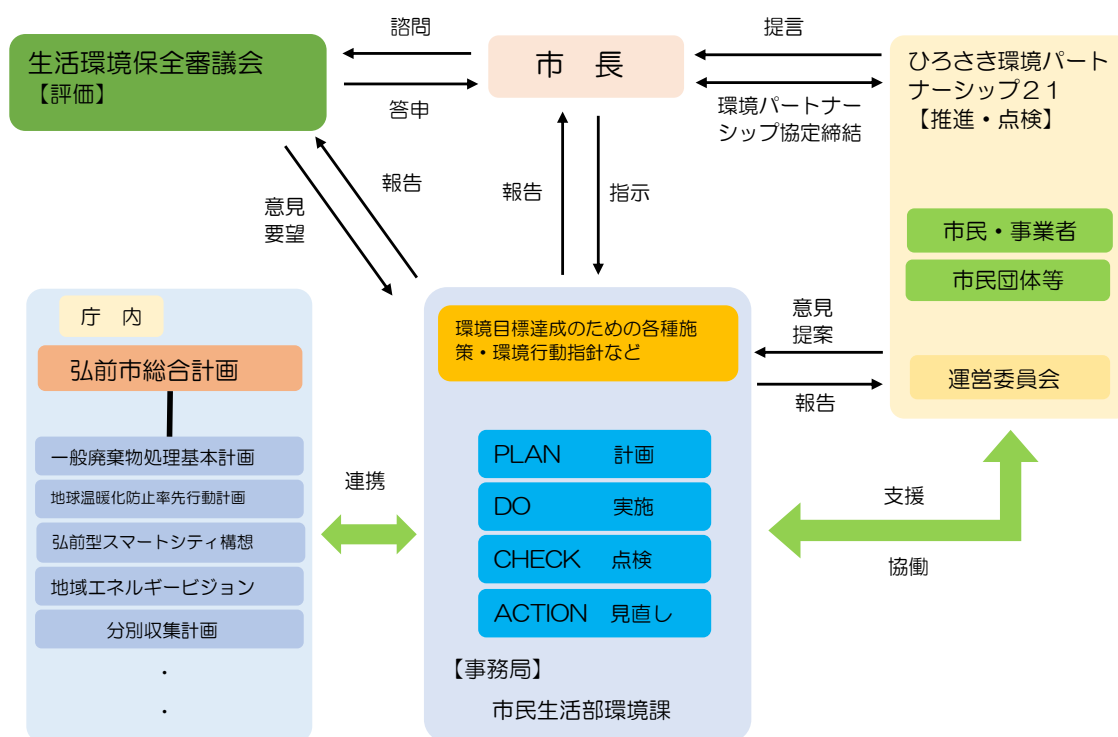 生活環境保全審議会
【評価】
諮問
答申
市 長
提言
環境パートナー
シップ協定締結
ひろさき環境パート
ナーシップ２１
【推進・点検】
市民・事業者
市民団体等
運営委員会
意見
要望
報告
報告
指示
庁 内
弘前市総合計画
一般廃棄物処理基本計画
地球温暖化防止率先行動計画
弘前型スマートシティ構想
地域エネルギービジョン
分別収集計画
・
・
連携
環境目標達成のための各種施
策・環境行動指針など
PLAN 計画
DO 実施
CHECK 点検
ACTION 見直し
【事務局】
市民生活部環境課
意見
提案
報告
支援
協働